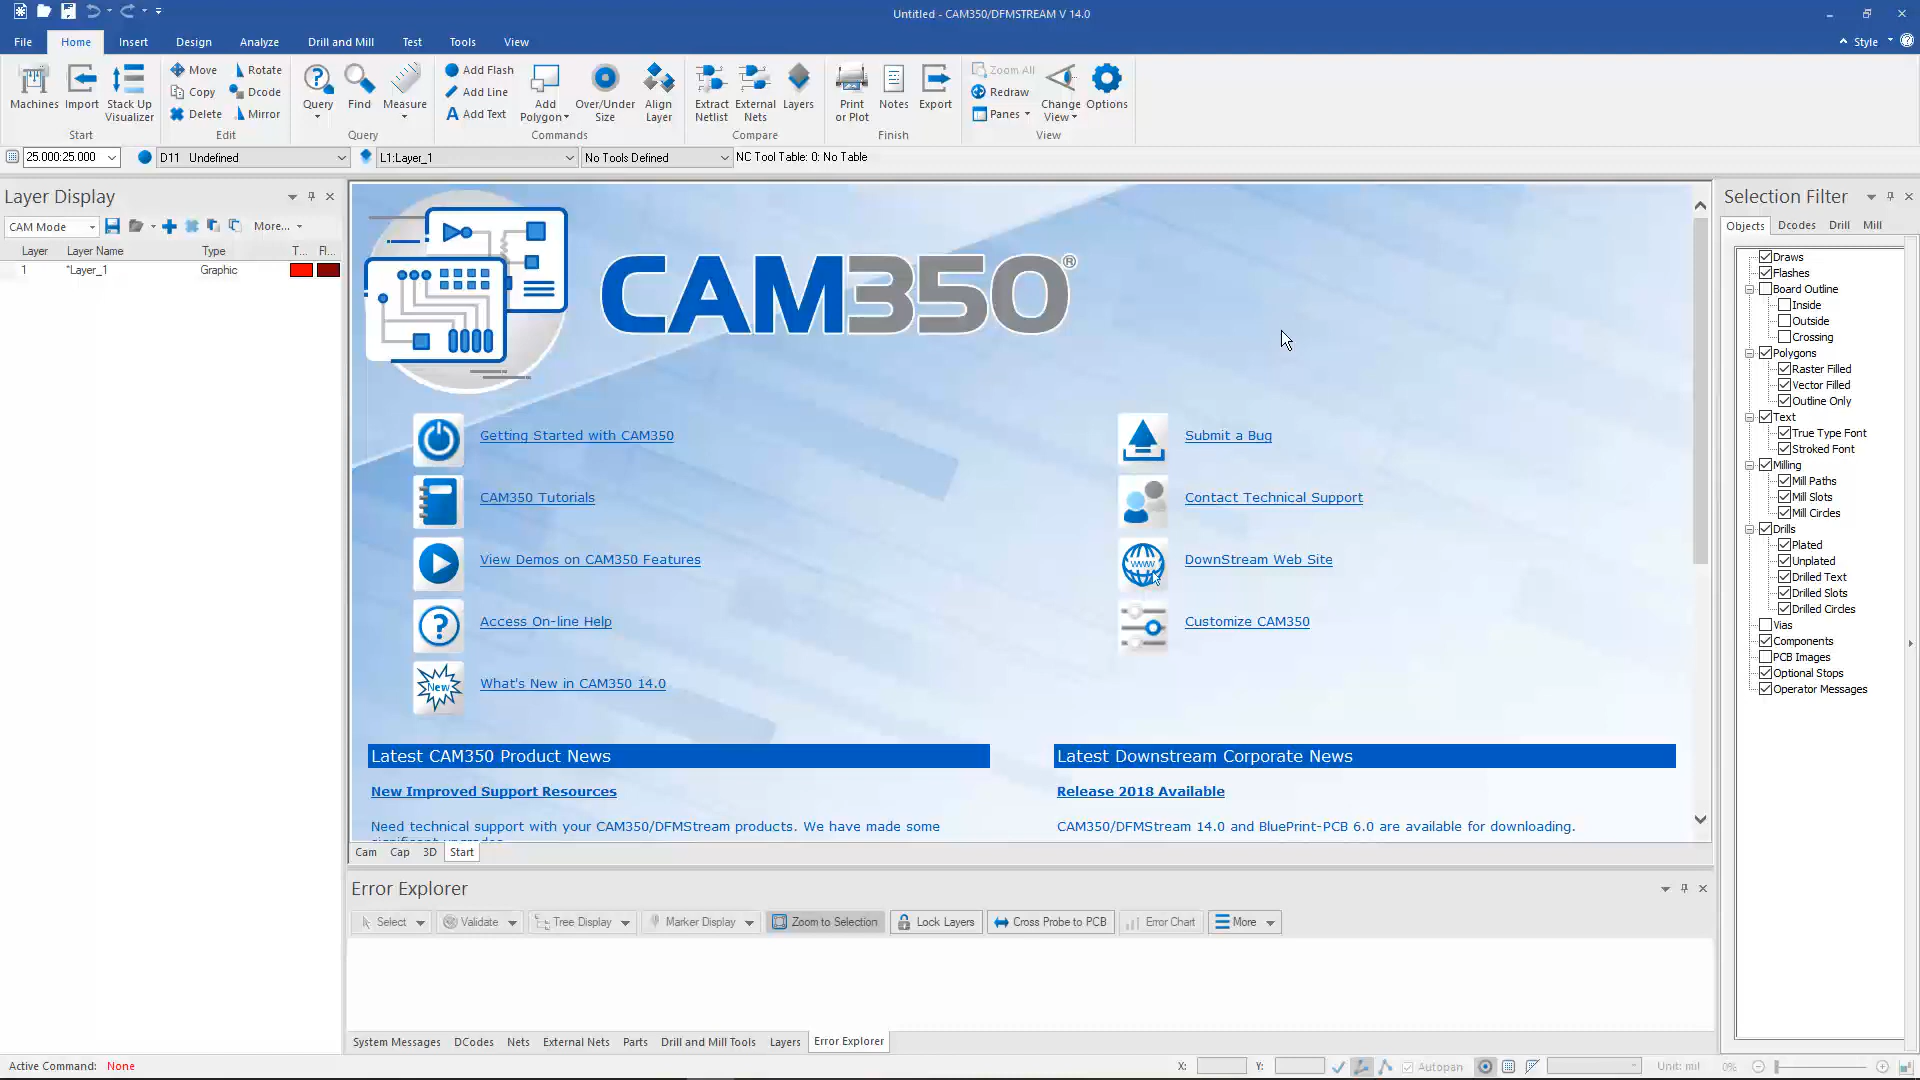 Untitled - CAM350/DFMSTREAM V 14.0
File Home Insert Design Analyze Drill and Mill Test Tools View Style
Machines Import Stack Up Visualizer Start
Move Rotate Copy Dcode Delete Mirror Edit
Query Find Measure Query
Add Flash Add Line Add Text Add Polygon Over/Under Size Align Layer Commands
Extract Netlist External Nets Layers Compare
Print or Plot Notes Export Finish
Zoom All Redraw Panes Change View Options View
25.000:25.000 D11 Undefined L1:Layer_1 No Tools Defined NC Tool Table: 0: No Table
Layer Display
CAM Mode More...
Layer Layer Name Type T... Fl...
1 *Layer_1 Graphic
CAM350®
Getting Started with CAM350
CAM350 Tutorials
View Demos on CAM350 Features
Access On-line Help
New What's New in CAM350 14.0
Submit a Bug
Contact Technical Support
WWW DownStream Web Site
Customize CAM350
Latest CAM350 Product News
New Improved Support Resources
Need technical support with your CAM350/DFMStream products. We have made some
Latest Downstream Corporate News
Release 2018 Available
CAM350/DFMStream 14.0 and BluePrint-PCB 6.0 are available for downloading.
Cam Cap 3D Start
Error Explorer
Select Validate Tree Display Marker Display Zoom to Selection Lock Layers Cross Probe to PCB Error Chart More
System Messages DCodes Nets External Nets Parts Drill and Mill Tools Layers Error Explorer
Selection Filter
Objects Dcodes Drill Mill
Draws
Flashes
Board Outline
Inside
Outside
Crossing
Polygons
Raster Filled
Vector Filled
Outline Only
Text
True Type Font
Stroked Font
Milling
Mill Paths
Mill Slots
Mill Circles
Drills
Plated
Unplated
Drilled Text
Drilled Slots
Drilled Circles
Vias
Components
PCB Images
Optional Stops
Operator Messages
Active Command: None X: Y: Autopan Unit: mil 0%